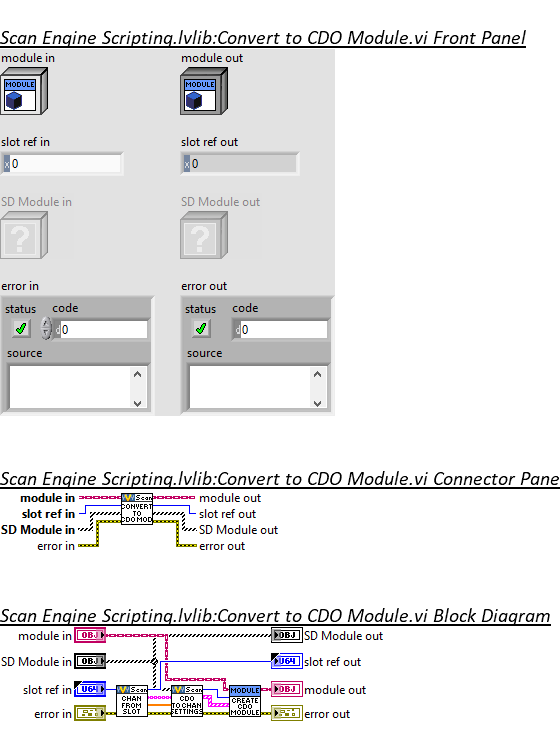 Scan Engine Scripting.lvlib:Convert to CDO Module.vi Front Panel
module in
module out
MODULE
MODULE
slot ref in
slot ref out
x 0
x 0
SD Module in
SD Module out
?
?
error in
error out
status
code
status
code
d 0
d 0
source
source
Scan Engine Scripting.lvlib:Convert to CDO Module.vi Connector Pane
module in
Scan
module out
slot ref in
CONVERT
TO
CDO MOD
slot ref out
SD Module in
SD Module out
error in
error out
Scan Engine Scripting.lvlib:Convert to CDO Module.vi Block Diagram
module in
OBJ
OBJ
SD Module out
SD Module in
OBJ
U64
slot ref out
slot ref in
U64
Scan
CHAN
FROM
SLOT
Scan
CDO
TO CHAN
SETTINGS
MODULE
CREATE
CDO
MODULE
OBJ
module out
error in
error out